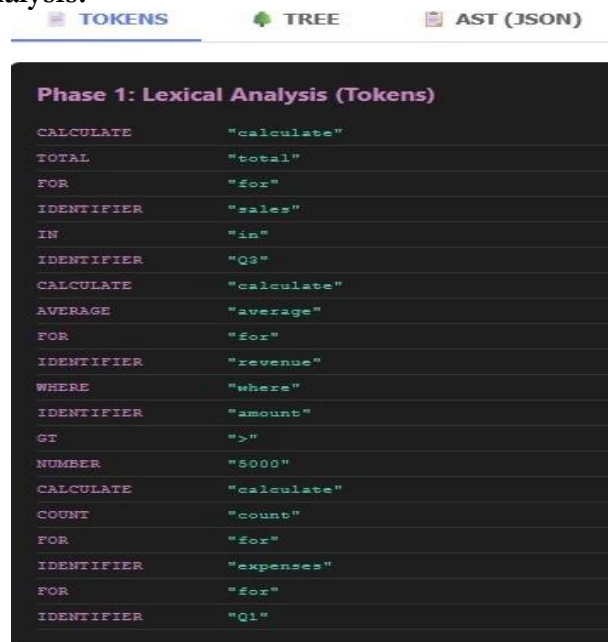 alysis.
TOKENS TREE AST (JSON)
Phase 1: Lexical Analysis (Tokens)
CALCULATE "calculate"
TOTAL "total"
FOR "for"
IDENTIFIER "sales"
IN "in"
IDENTIFIER "Q3"
CALCULATE "calculate"
AVERAGE "average"
FOR "for"
IDENTIFIER "revenue"
WHERE "where"
IDENTIFIER "amount"
GT ">"
NUMBER "5000"
CALCULATE "calculate"
COUNT "count"
FOR "for"
IDENTIFIER "expenses"
FOR "for"
IDENTIFIER "Q1"